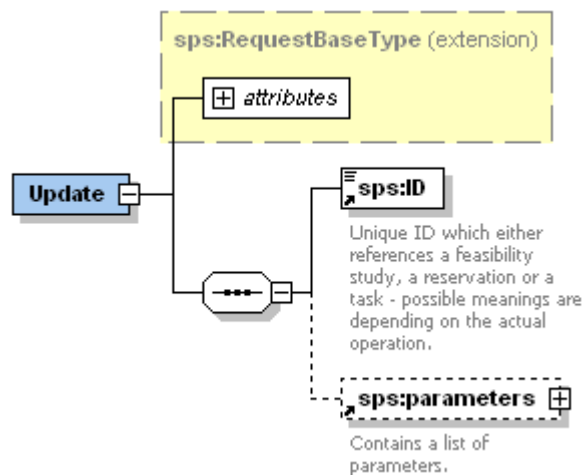 sps:RequestBaseType (extension)
attributes
Update
sps:ID
Unique ID which either
references a feasibility
study, a reservation or a
task - possible meanings are
depending on the actual
operation.
sps:parameters
Contains a list of
parameters.